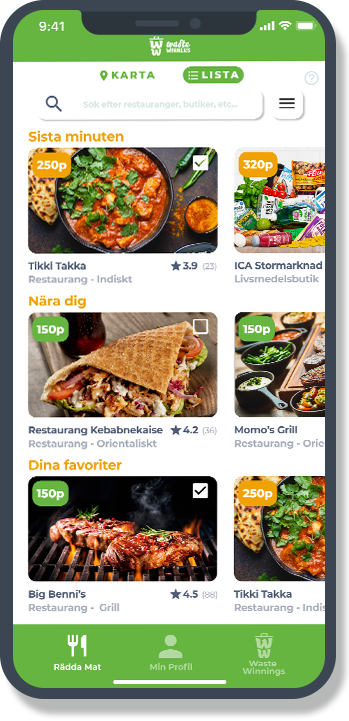 9:41
waste
WINNINGS
KARTA
LISTA
?
Sök efter restauranger, butiker, etc...
Sista minuten
250p
320p
Tikki Takka
3.9 (23)
ICA Stormarknad
Restaurang - Indiskt
Livsmedelsbutik
Nära dig
150p
150p
Restaurang Kebabnekaise
4.2 (36)
Momo's Grill
Restaurang - Orientaliskt
Restaurang - Orie
Dina favoriter
150p
250p
Big Benni's
4.5 (88)
Tikki Takka
Restaurang - Grill
Restaurang - Indis
Rädda Mat
Min Profil
Waste
Winnings